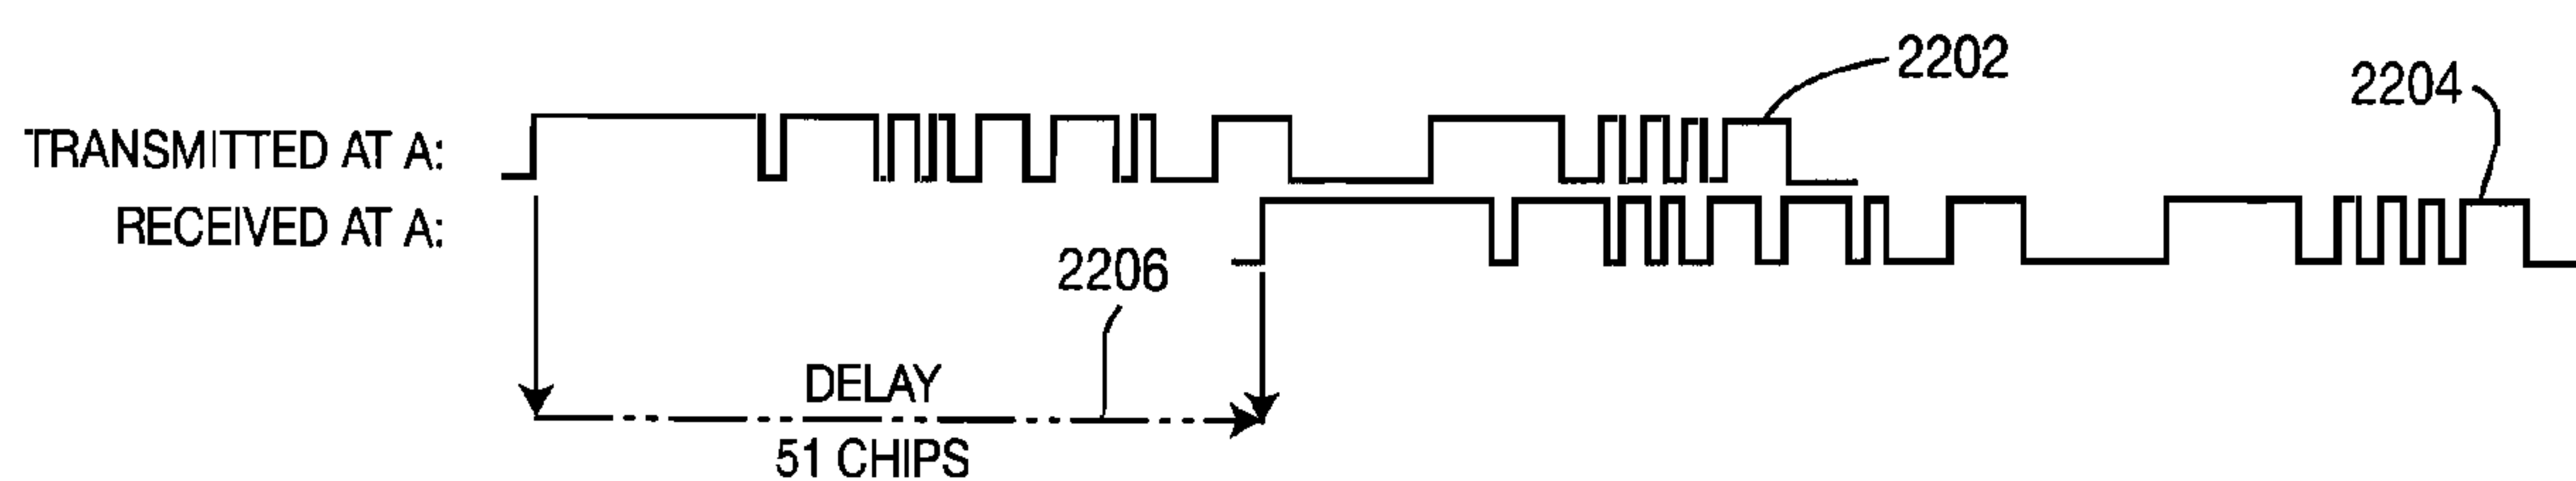 2202
2204
TRANSMITTED AT A:
RECEIVED AT A:
2206
DELAY
51 CHIPS